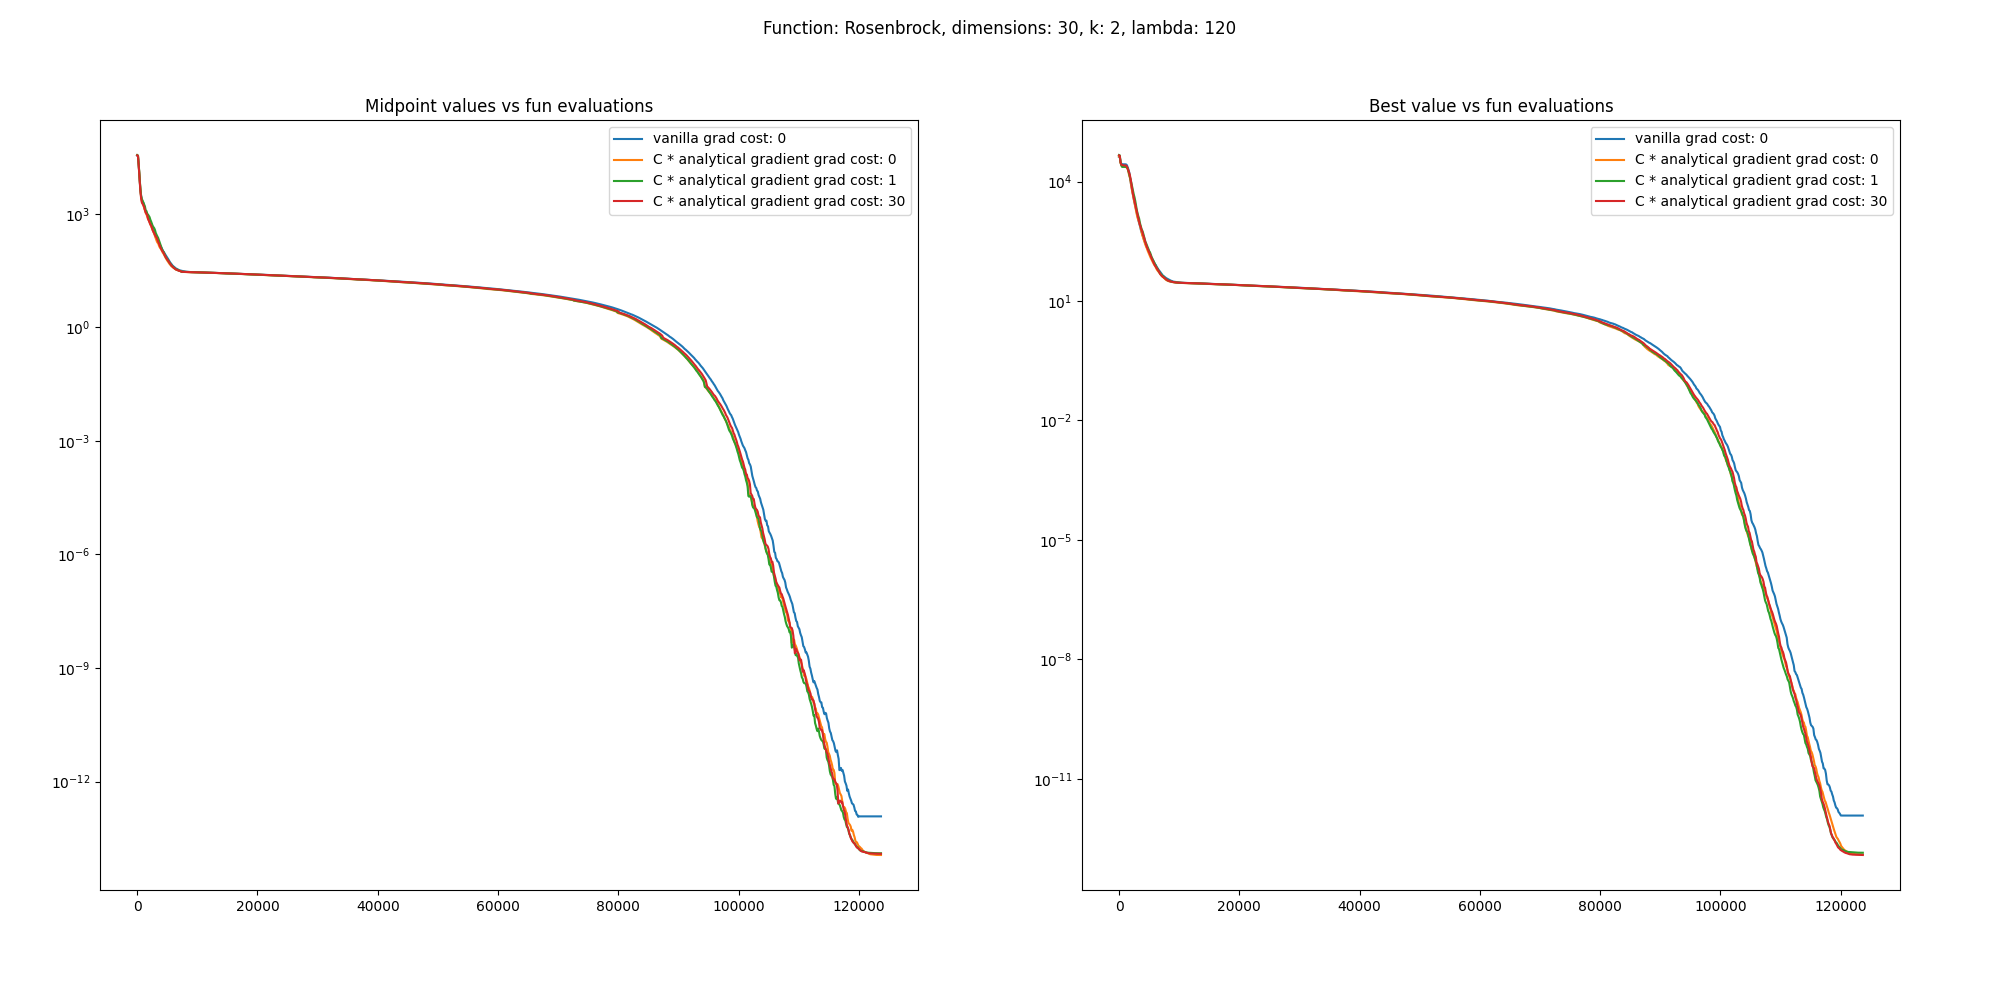 Function: Rosenbrock, dimensions: 30, k: 2, lambda: 120
Midpoint values vs fun evaluations
vanilla grad cost: 0
C * analytical gradient grad cost: 0
C * analytical gradient grad cost: 1
C * analytical gradient grad cost: 30
10³
10⁰
10⁻³
10⁻⁶
10⁻⁹
10⁻¹²
0 20000 40000 60000 80000 100000 120000
Best value vs fun evaluations
vanilla grad cost: 0
C * analytical gradient grad cost: 0
C * analytical gradient grad cost: 1
C * analytical gradient grad cost: 30
10⁴
10¹
10⁻²
10⁻⁵
10⁻⁸
10⁻¹¹
0 20000 40000 60000 80000 100000 120000